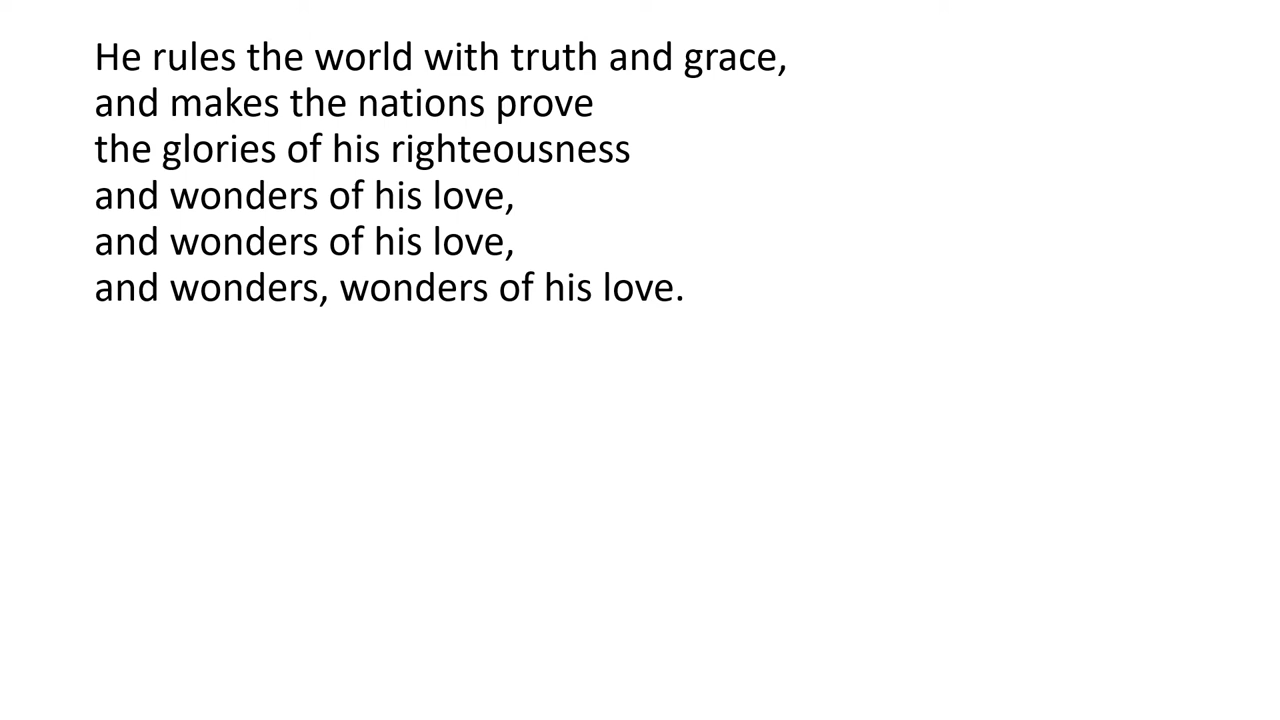 He rules the world with truth and grace,
and makes the nations prove
the glories of his righteousness
and wonders of his love,
and wonders of his love,
and wonders, wonders of his love.